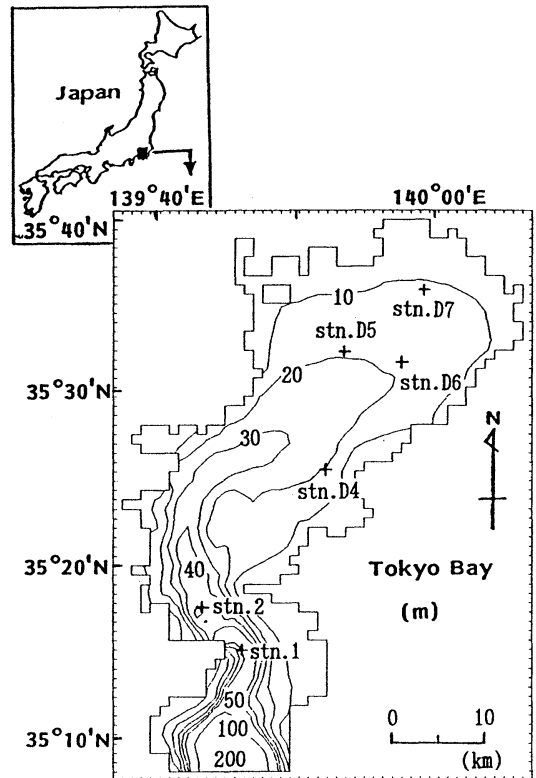 Japan
139°40'E
140°00'E
35°40'N
10
stn.D7
stn.D5
20
stn.D6
35°30'N
30
N
stn.D4
35°20'N
40
Tokyo Bay
stn.2
(m)
stn.1
50
35°10'N
100
0 10
200
(km)